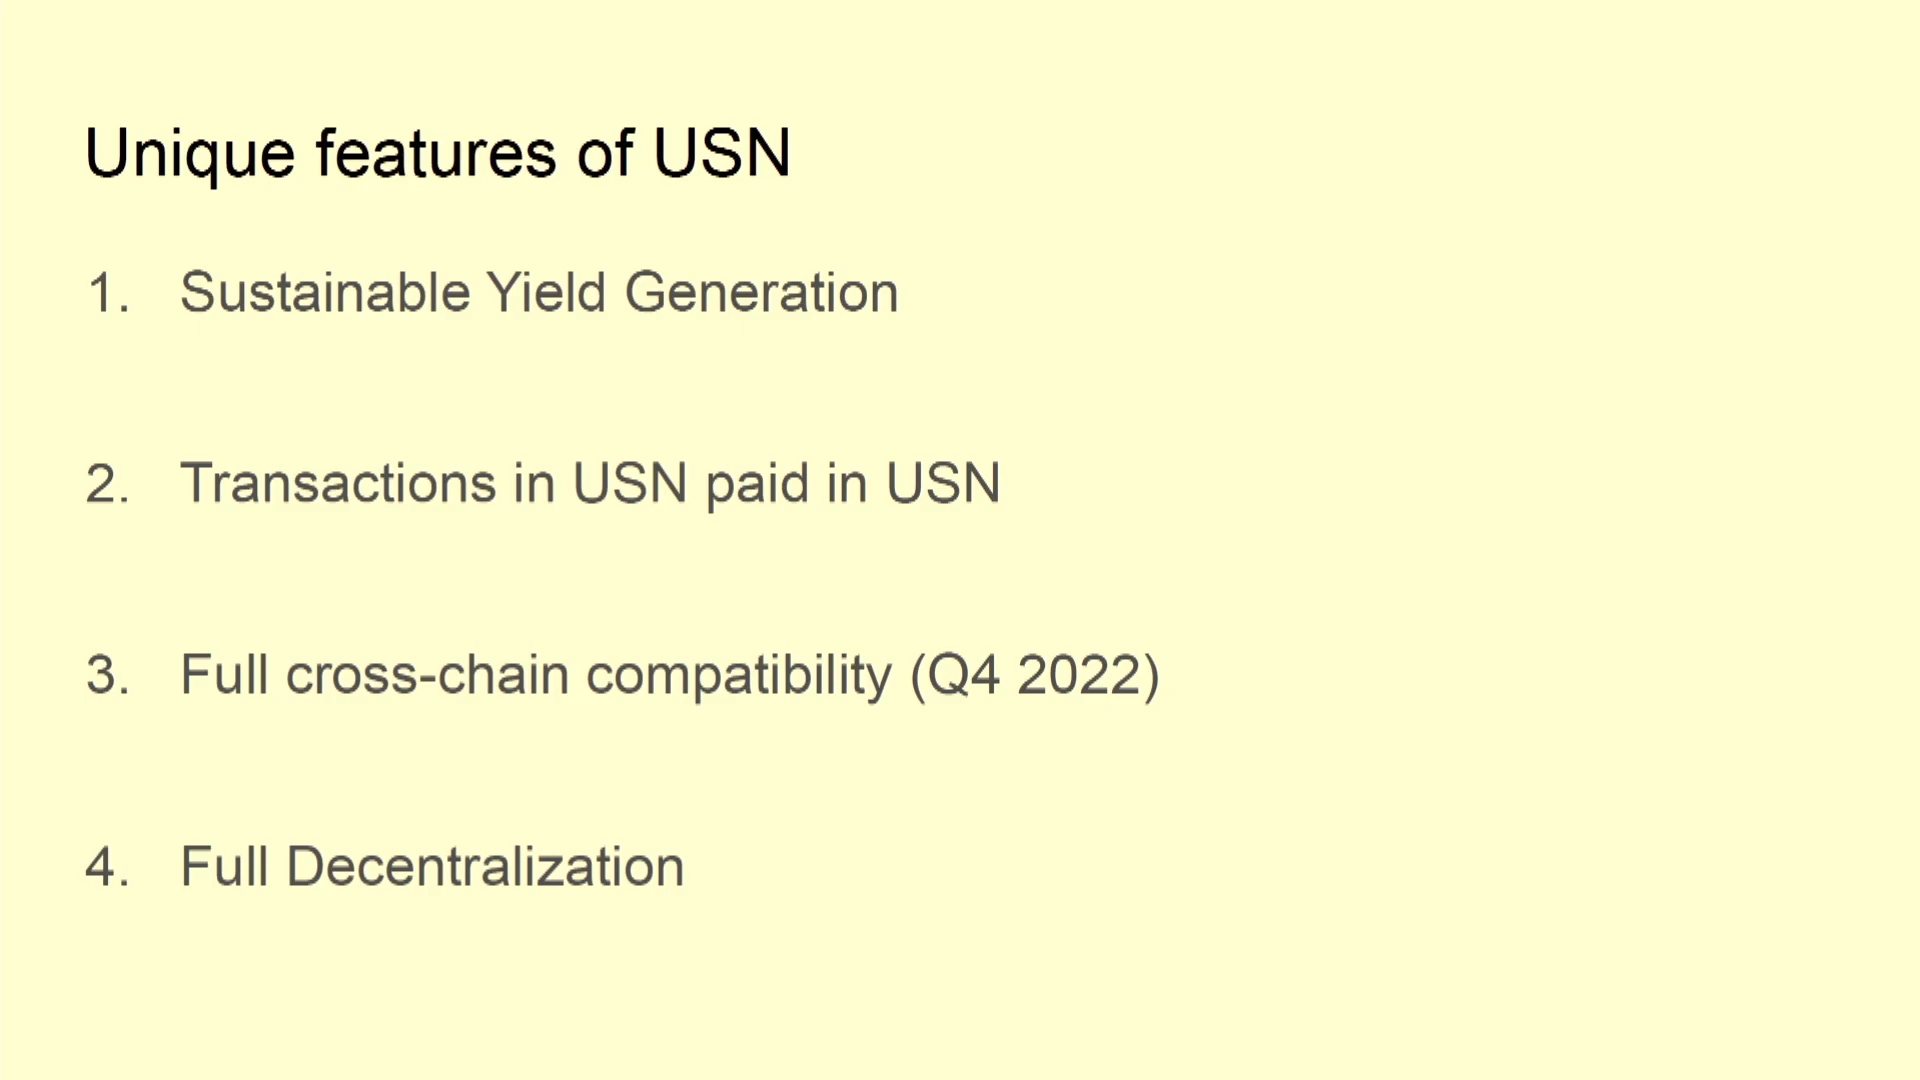 Unique features of USN
1. Sustainable Yield Generation
2. Transactions in USN paid in USN
3. Full cross-chain compatibility (Q4 2022)
4. Full Decentralization